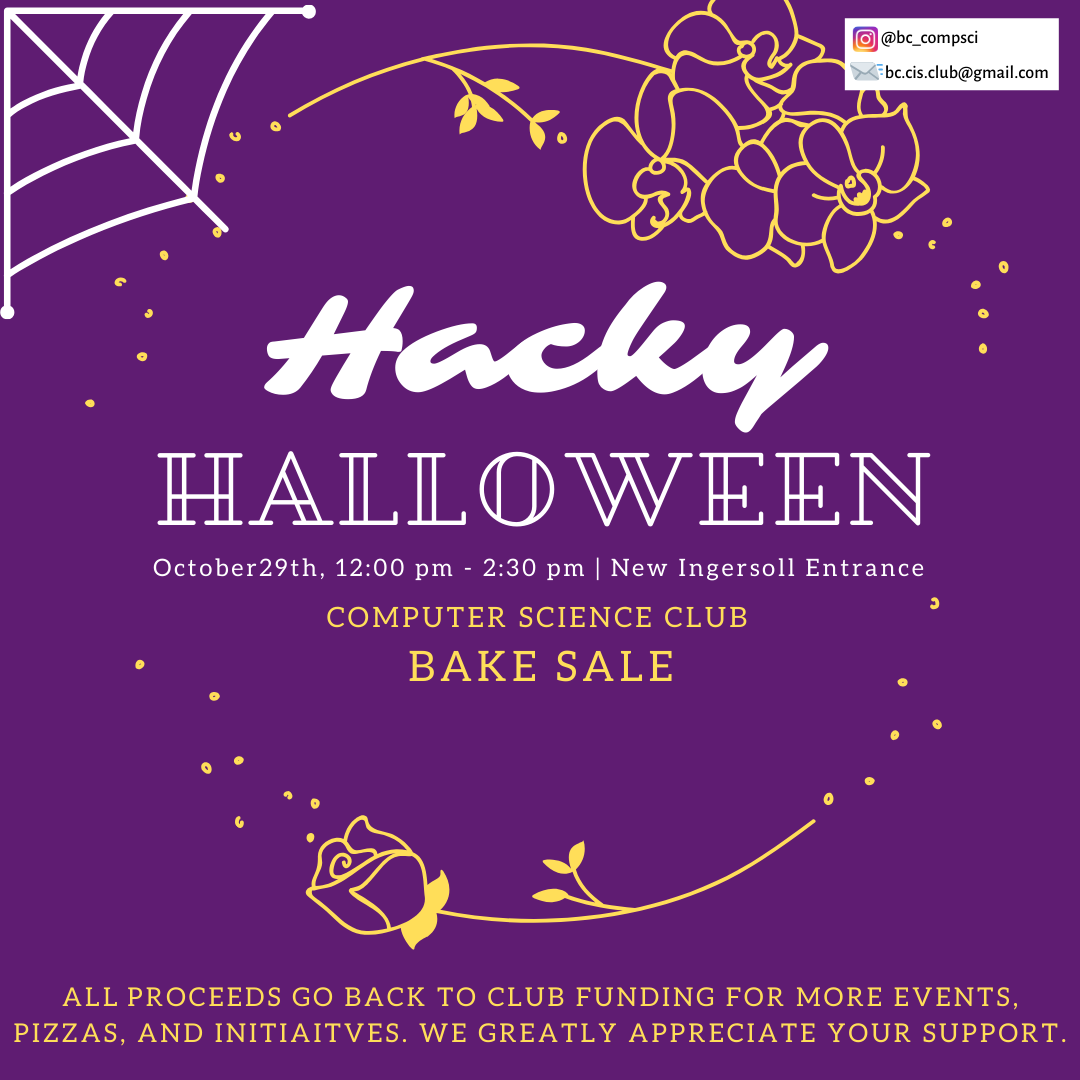 @bc_compsci
bc.cis.club@gmail.com
Hacky
HALLOWEEN
October29th, 12:00 pm - 2:30 pm | New Ingersoll Entrance
COMPUTER SCIENCE CLUB
BAKE SALE
ALL PROCEEDS GO BACK TO CLUB FUNDING FOR MORE EVENTS,
PIZZAS, AND INITIAITVES. WE GREATLY APPRECIATE YOUR SUPPORT.